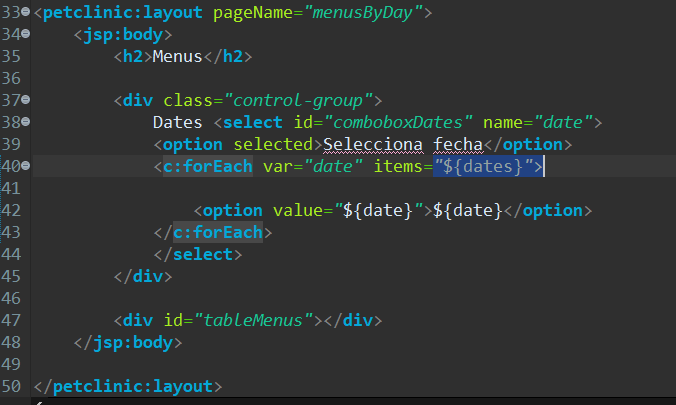 33 <petclinic:layout pageName="menusByDay">
34     <jsp:body>
35         <h2>Menus</h2>
36
37         <div class="control-group">
38             Dates <select id="comboboxDates" name="date">
39             <option selected>Selecciona fecha</option>
40             <c:forEach var="date" items="${dates}">
41
42                 <option value="${date}">${date}</option>
43             </c:forEach>
44             </select>
45         </div>
46
47         <div id="tableMenus"></div>
48     </jsp:body>
49
50 </petclinic:layout>